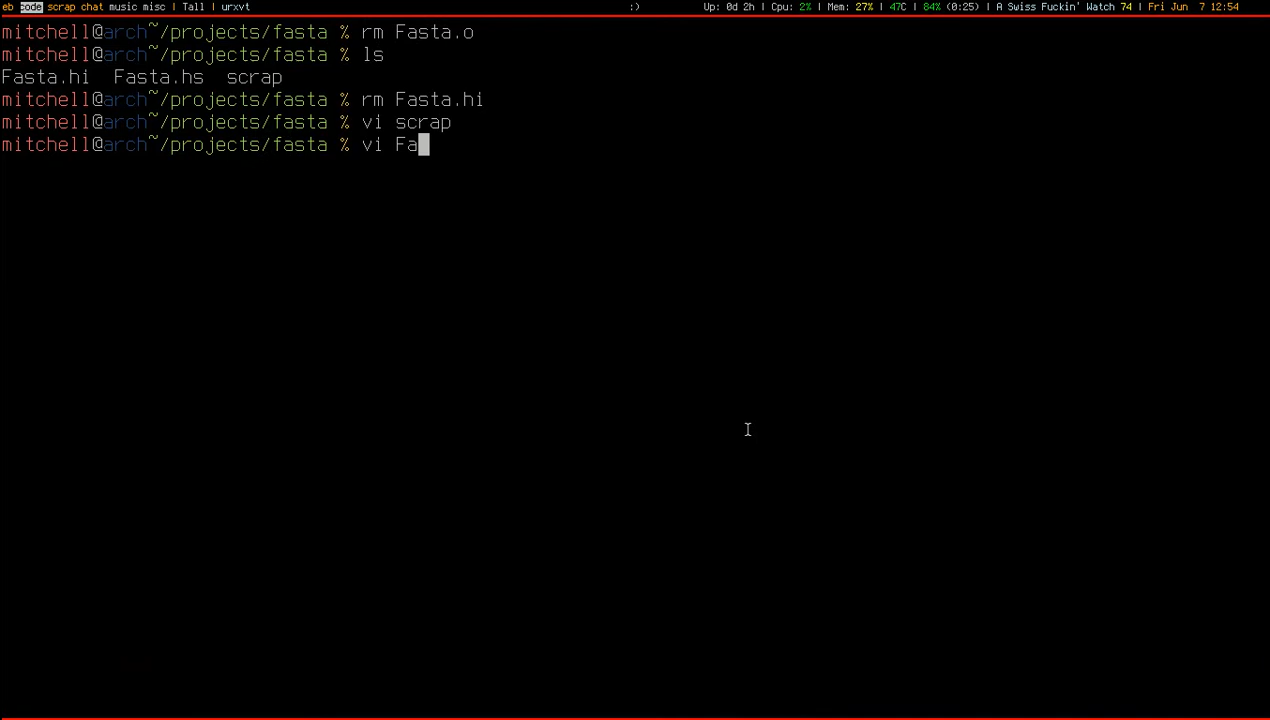 eb code scrap chat music misc | Tall | urxvt :) Up: 0d 2h | Cpu: 2% | Mem: 27% | 47C | 84% (0:25) | A Swiss Fuckin' Watch 74 | Fri Jun 7 12:54
mitchell@arch~/projects/fasta % rm Fasta.o
mitchell@arch~/projects/fasta % ls
Fasta.hi Fasta.hs scrap
mitchell@arch~/projects/fasta % rm Fasta.hi
mitchell@arch~/projects/fasta % vi scrap
mitchell@arch~/projects/fasta % vi Fa